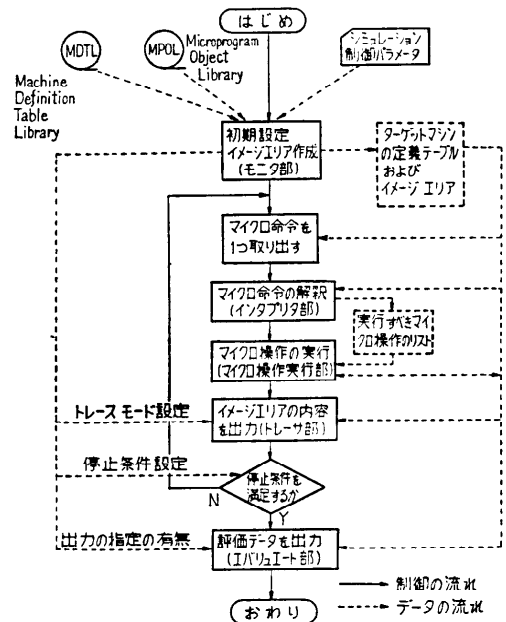 はじめ
MDTL
MPOL
Microprogram
Object
Library
シミュレーション
制御パラメータ
Machine
Definition
Table
Library
初期設定
イメージエリア作成
(モニタ部)
ターゲットマシン
の定義テーブル
および
イメージ エリア
マイクロ命令を
1つ取り出す
マイクロ命令の解釈
(インタプリタ部)
実行すべきマイ
クロ操作のリスト
マイクロ操作の実行
(マイクロ操作実行部)
トレース モード設定
イメージエリアの内容
を出力(トレーサ部)
停止条件設定
停止条件を
満足するか
N
Y
出力の指定の有無
評価データを出力
(エバリュエート部)
制御の流れ
おわり
データの流れ